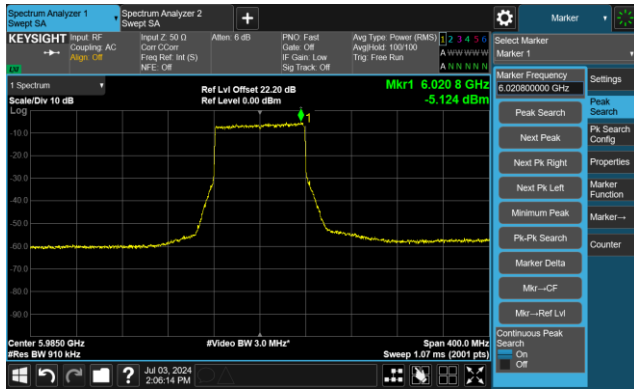 Spectrum Analyzer 1
Swept SA
Spectrum Analyzer 2
Swept SA
+
Marker
KEYSIGHT
Input: RF
Coupling: AC
Align: Off
Input Z: 50 Ω
Corr CCorr
Freq Ref: Int (S)
NFE: Off
Atten: 6 dB
PNO: Fast
Gate: Off
IF Gain: Low
Sig Track: Off
Avg Type: Power (RMS)
Avg|Hold: 100/100
Trig: Free Run
1 2 3 4 5 6
A W W W W W
A N N N N N
Select Marker
Marker 1
1 Spectrum
Scale/Div 10 dB
Log
Ref Lvl Offset 22.20 dB
Ref Level 0.00 dBm
Mkr1 6.020 8 GHz
-5.124 dBm
1
-10.0
-20.0
-30.0
-40.0
-50.0
-60.0
-70.0
-80.0
-90.0
Center 5.9850 GHz
#Res BW 910 kHz
#Video BW 3.0 MHz*
Span 400.0 MHz
Sweep 1.07 ms (2001 pts)
Marker Frequency
6.020800000 GHz
Peak Search
Next Peak
Next Pk Right
Next Pk Left
Minimum Peak
Pk-Pk Search
Marker Delta
Mkr→CF
Mkr→Ref Lvl
Continuous Peak
Search
On
Off
Settings
Peak
Search
Pk Search
Config
Properties
Marker
Function
Marker→
Counter
?
Jul 03, 2024
2:06:14 PM